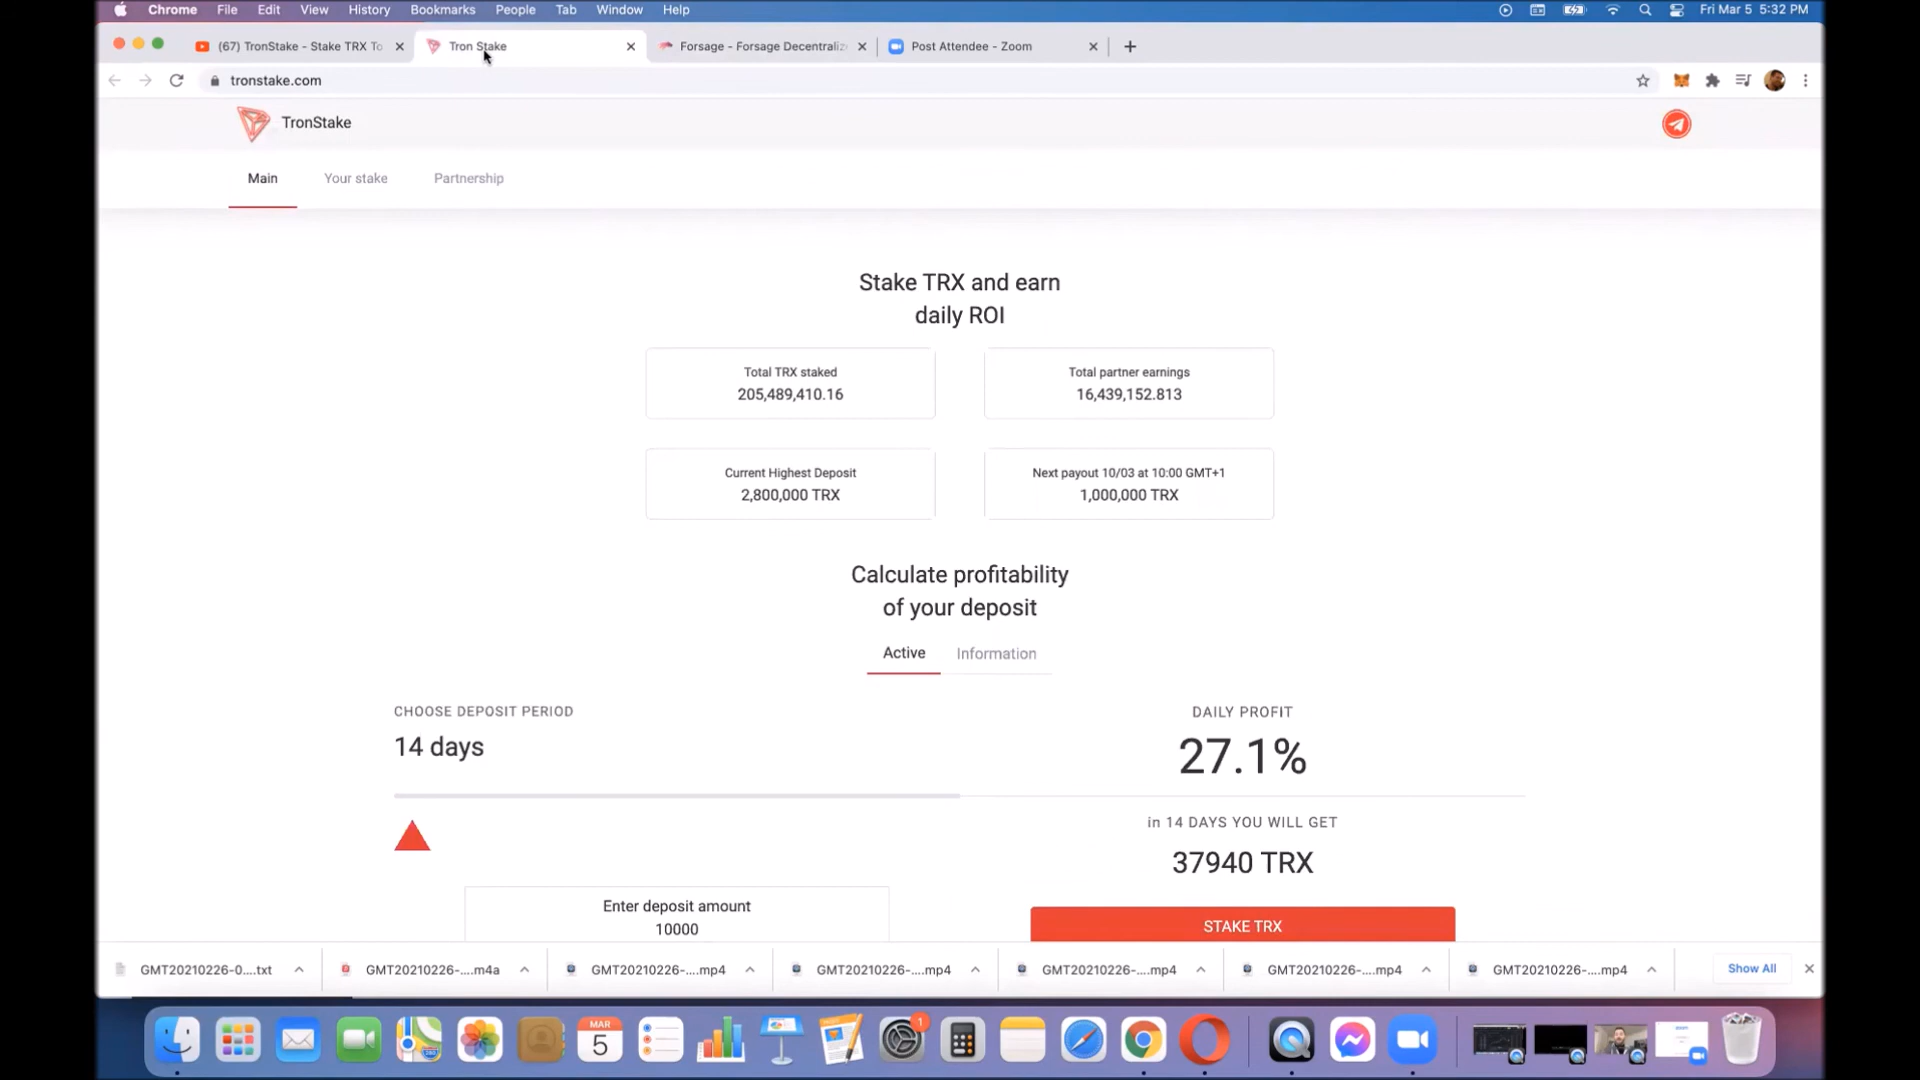 Chrome File Edit View History Bookmarks People Tab Window Help Fri Mar 5 5:32 PM
(67) TronStake - Stake TRX To Tron Stake Forsage - Forsage Decentraliz Post Attendee - Zoom
tronstake.com
TronStake
Main Your stake Partnership
Stake TRX and earn
daily ROI
Total TRX staked Total partner earnings
205,489,410.16 16,439,152.813
Current Highest Deposit Next payout 10/03 at 10:00 GMT+1
2,800,000 TRX 1,000,000 TRX
Calculate profitability
of your deposit
Active Information
CHOOSE DEPOSIT PERIOD DAILY PROFIT
14 days 27.1%
in 14 DAYS YOU WILL GET
37940 TRX
Enter deposit amount
10000 STAKE TRX
GMT20210226-0....txt GMT20210226-....m4a GMT20210226-....mp4 GMT20210226-....mp4 GMT20210226-....mp4 GMT20210226-....mp4 GMT20210226-....mp4 Show All
MAR
5
1